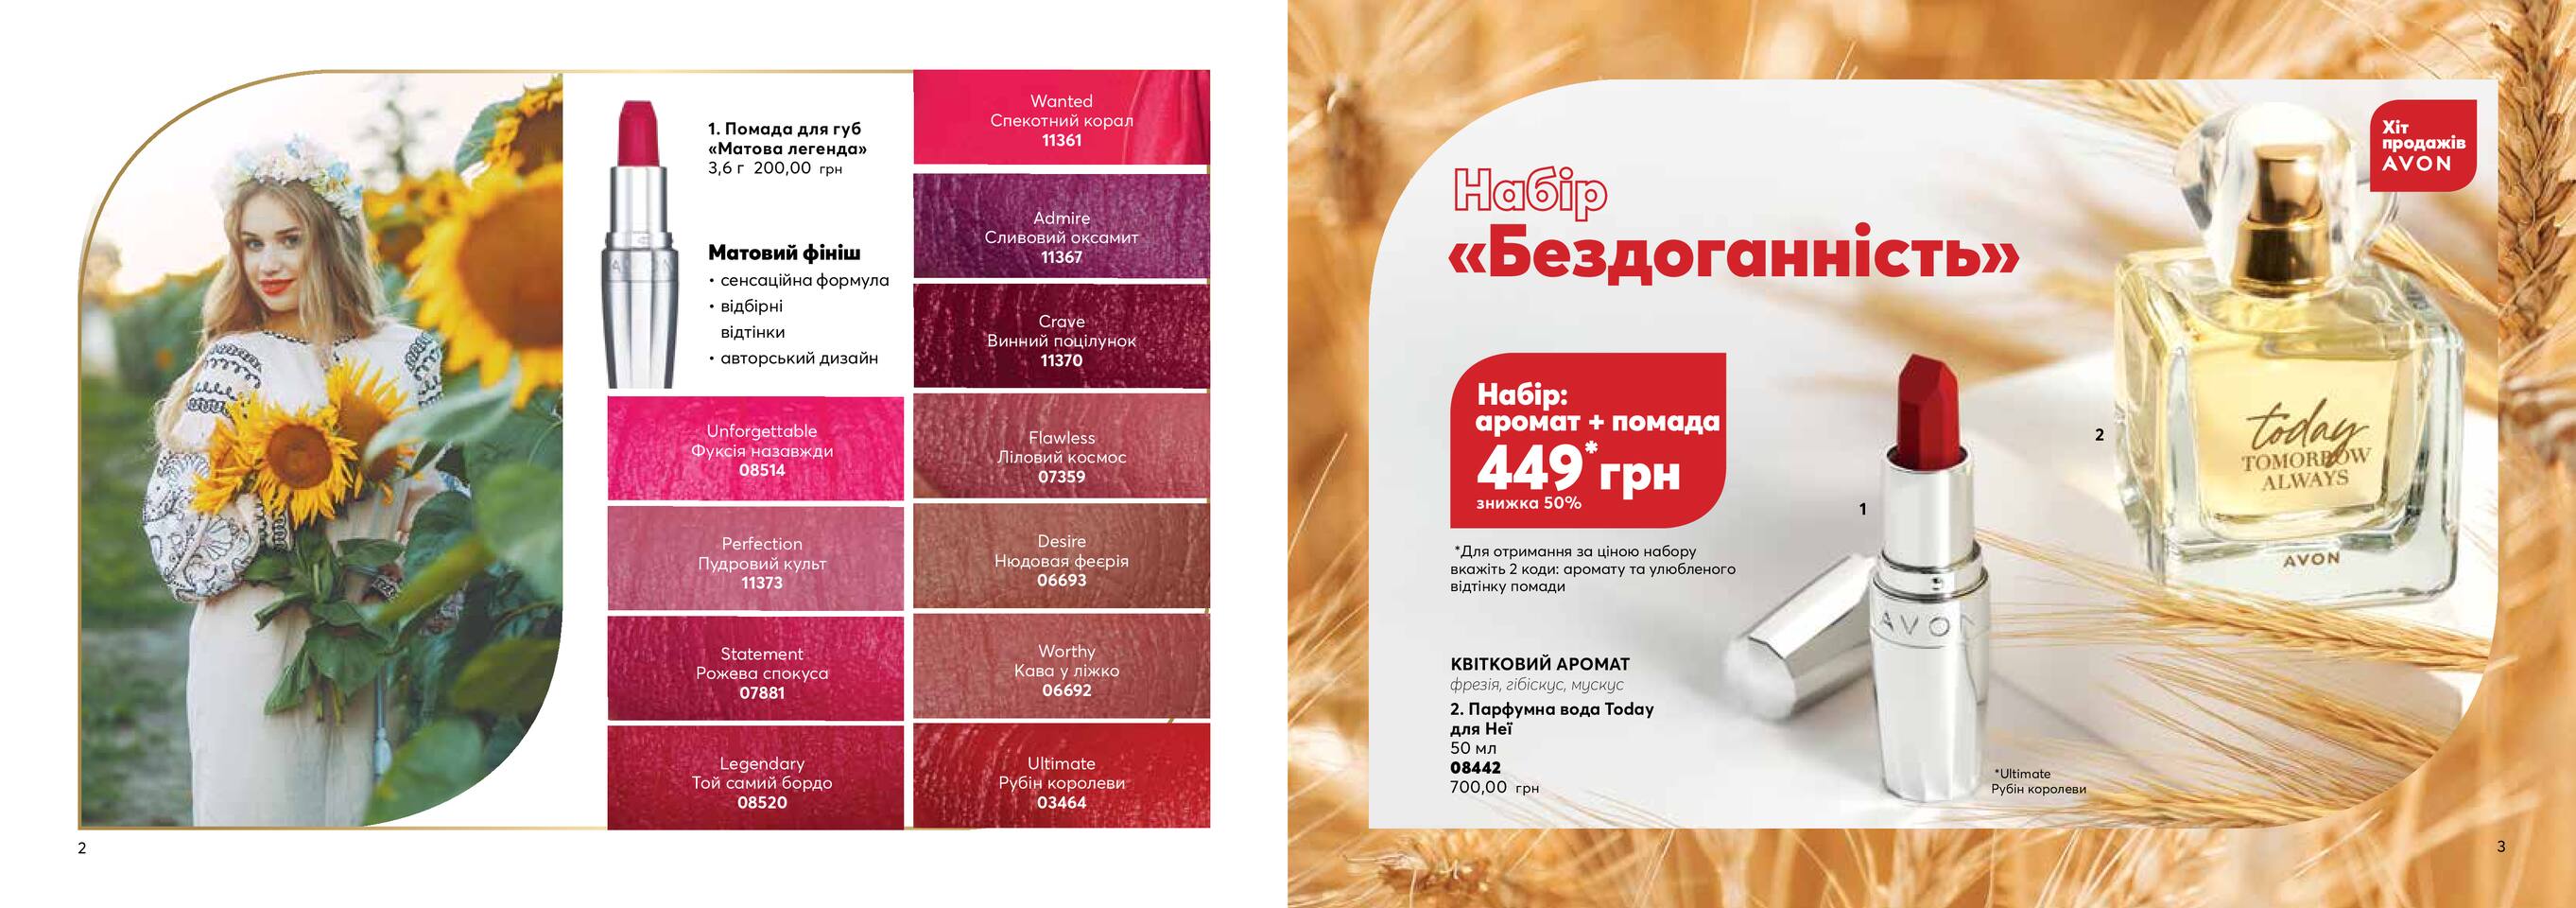 1. Помада для губ
«Матова легенда»
3,6 г 200,00 грн
Матовий фініш
• сенсаційна формула
• відбірні
відтінки
• авторський дизайн
AVON
Unforgettable
Фуксія назавжди
08514
Perfection
Пудровий культ
11373
Statement
Рожева спокуса
07881
Legendary
Той самий бордо
08520
Wanted
Спекотний корал
11361
Admire
Сливовий оксамит
11367
Crave
Винний поцілунок
11370
Flawless
Ліловий космос
07359
Desire
Нюдовая феєрія
06693
Worthy
Кава у ліжко
06692
Ultimate
Рубін королеви
03464
2
Хіт
продажів
AVON
Набір
«Бездоганність»
Набір:
аромат + помада
449* грн
знижка 50%
*Для отримання за ціною набору
вкажіть 2 коди: аромату та улюбленого
відтінку помади
КВІТКОВИЙ АРОМАТ
фрезія, гібіскус, мускус
2. Парфумна вода Today
для Неї
50 мл
08442
700,00 грн
1
AVON
*Ultimate
Рубін королеви
2
today
TOMORROW
ALWAYS
AVON
3